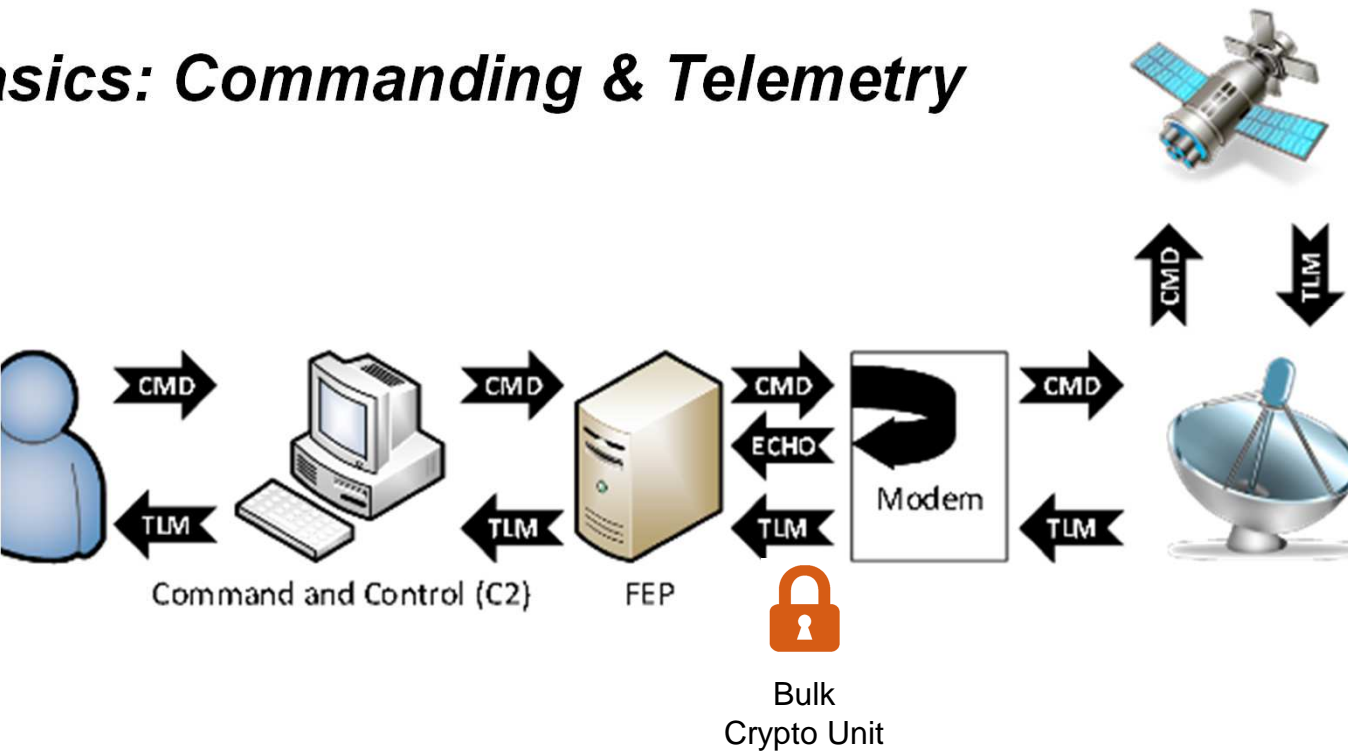 asics: Commanding & Telemetry
CMD
TLM
CMD
CMD
CMD
CMD
ECHO
Modem
TLM
TLM
TLM
TLM
Command and Control (C2)
FEP
Bulk
Crypto Unit